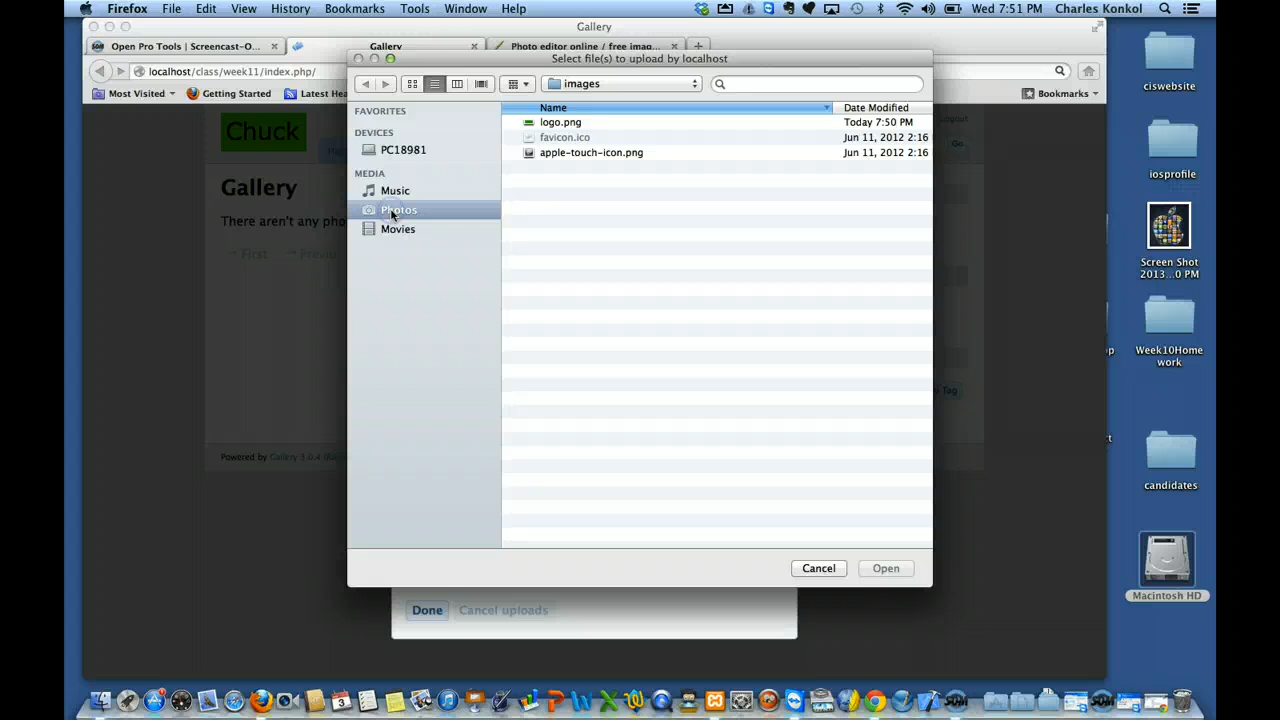 Firefox File Edit View History Bookmarks Tools Window Help Wed 7:51 PM Charles Konkol
Gallery
Open Pro Tools | Screencast-O... Gallery Photo editor online / free imag...
Select file(s) to upload by localhost
localhost/class/week11/index.php/
images
Most Visited Getting Started Latest Hea Bookmarks
FAVORITES
DEVICES
PC18981
MEDIA
Music
Photos
Movies
Name Date Modified
logo.png Today 7:50 PM
favicon.ico Jun 11, 2012 2:16
apple-touch-icon.png Jun 11, 2012 2:16
Cancel Open
Chuck
Logout
Go
Gallery
There aren't any pho
First Previu
Tag
Powered by Gallery 3.0.4
Done Cancel uploads
ciswebsite
iosprofile
Screen Shot
2013...0 PM
Week10Home
work
candidates
Macintosh HD